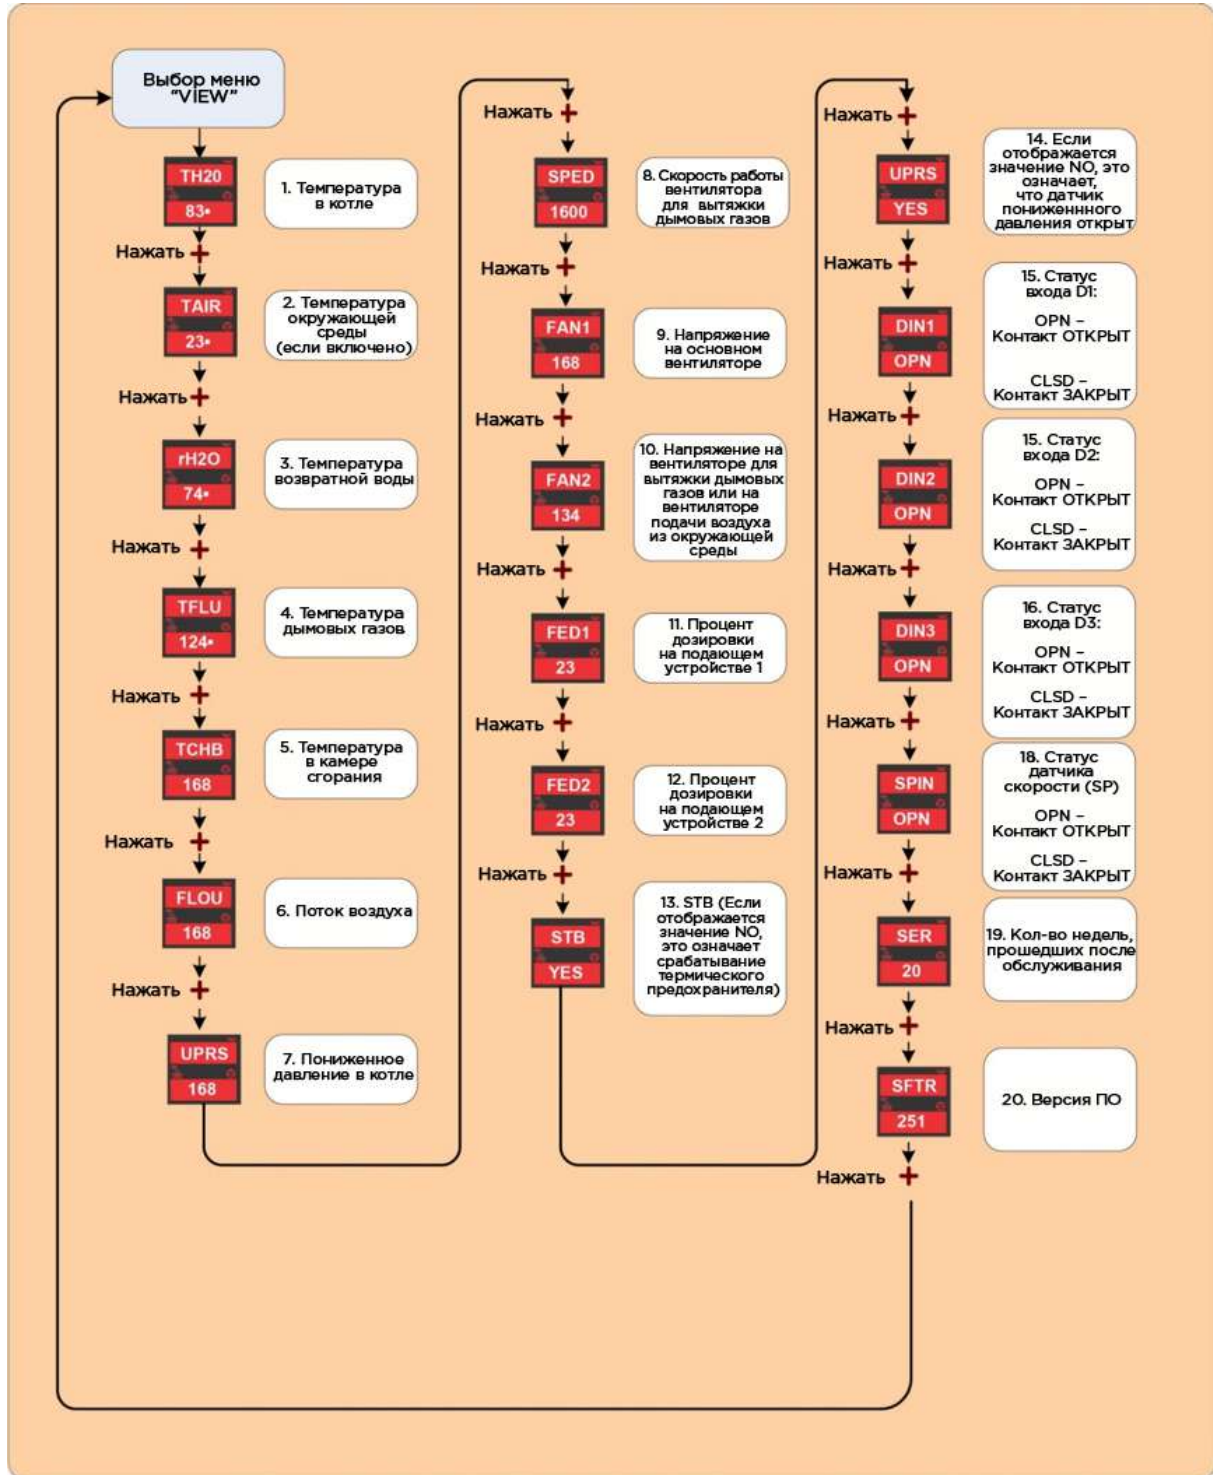 Выбор меню
“VIEW”
TH20
83•
1. Температура
в котле
Нажать +
TAIR
23•
2. Температура
окружающей
среды
(если включено)
Нажать +
rH2O
74•
3. Температура
возвратной воды
Нажать +
TFLU
124•
4. Температура
дымовых газов
Нажать +
TCHB
168
5. Температура
в камере
сгорания
Нажать +
FLOU
168
6. Поток воздуха
Нажать +
UPRS
168
7. Пониженное
давление в котле
Нажать +
SPED
1600
8. Скорость работы
вентилятора
для вытяжки
дымовых газов
Нажать +
FAN1
168
9. Напряжение
на основном
вентиляторе
Нажать +
FAN2
134
10. Напряжение на
вентиляторе для
вытяжки дымовых
газов или на
вентиляторе
подачи воздуха
из окружающей
среды
Нажать +
FED1
23
11. Процент
дозировки
на подающем
устройстве 1
Нажать +
FED2
23
12. Процент
дозировки
на подающем
устройстве 2
Нажать +
STB
YES
13. STB (Если
отображается
значение NO,
это означает
срабатывание
термического
предохранителя)
Нажать +
UPRS
YES
14. Если
отображается
значение NO, это
означает,
что датчик
пониженнного
давления открыт
Нажать +
DIN1
OPN
15. Статус
входа D1:
OPN –
Контакт ОТКРЫТ
CLSD –
Контакт ЗАКРЫТ
Нажать +
DIN2
OPN
15. Статус
входа D2:
OPN –
Контакт ОТКРЫТ
CLSD –
Контакт ЗАКРЫТ
Нажать +
DIN3
OPN
16. Статус
входа D3:
OPN –
Контакт ОТКРЫТ
CLSD –
Контакт ЗАКРЫТ
Нажать +
SPIN
OPN
18. Статус
датчика
скорости (SP)
OPN –
Контакт ОТКРЫТ
CLSD –
Контакт ЗАКРЫТ
Нажать +
SER
20
19. Кол-во недель,
прошедших после
обслуживания
Нажать +
SFTR
251
20. Версия ПО
Нажать +